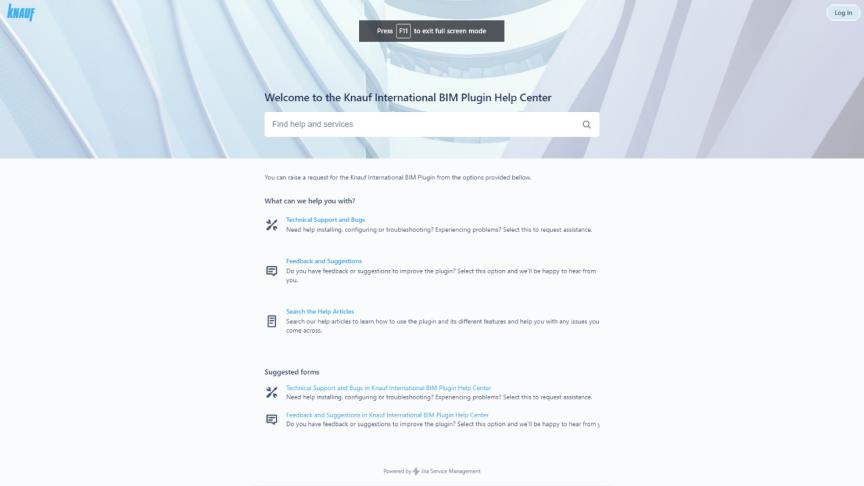 KNAUF
Log in
Press F11 to exit full screen mode
Welcome to the Knauf International BIM Plugin Help Center
Find help and services
You can raise a request for the Knauf International BIM Plugin from the options provided bellow.
What can we help you with?
Technical Support and Bugs
Need help installing, configuring or troubleshooting? Experiencing problems? Select this to request assistance.
Feedback and Suggestions
Do you have feedback or suggestions to improve the plugin? Select this option and we'll be happy to hear from
you.
Search the Help Articles
Search our help articles to learn how to use the plugin and its different features and help you with any issues you
come across.
Suggested forms
Technical Support and Bugs in Knauf International BIM Plugin Help Center
Need help installing, configuring or troubleshooting? Experiencing problems? Select this to request assistance.
Feedback and Suggestions in Knauf International BIM Plugin Help Center
Do you have feedback or suggestions to improve the plugin? Select this option and we'll be happy to hear from
Powered by Jira Service Management